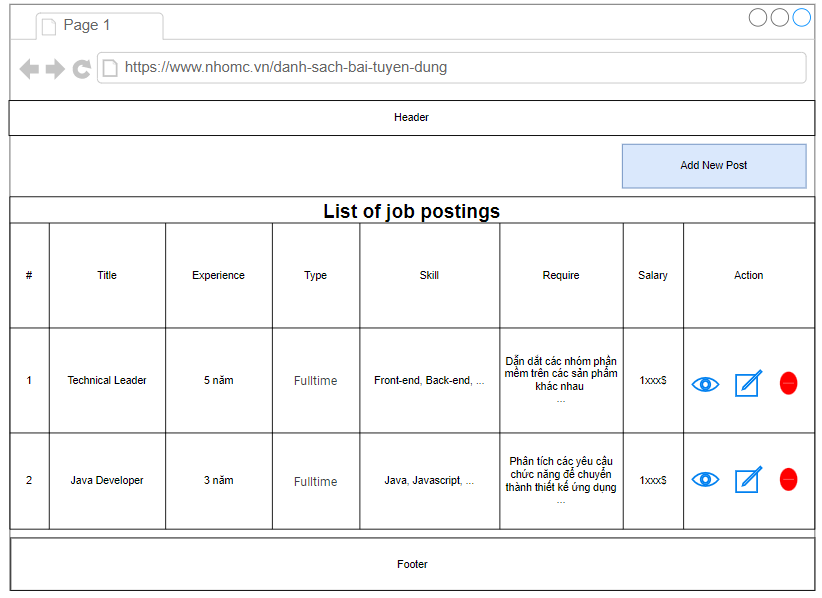 Page 1
https://www.nhomc.vn/danh-sach-bai-tuyen-dung
Header
Add New Post
List of job postings
# Title Experience Type Skill Require Salary Action
1 Technical Leader 5 năm Fulltime Front-end, Back-end, ... Dẫn dắt các nhóm phần
mềm trên các sản phẩm
khác nhau
...
1xxx$
2 Java Developer 3 năm Fulltime Java, Javascript, ... Phân tích các yêu cầu
chức năng để chuyển
thành thiết kế ứng dụng
...
1xxx$
Footer